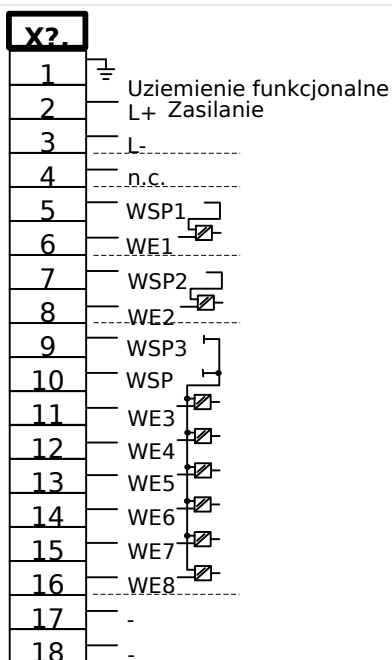 X?.
1
Uziemienie funkcjonalne
2 L+ Zasilanie
3 L-
4 n.c.
5 WSP1
6 WE1
7 WSP2
8 WE2
9 WSP3
10 WSP
11 WE3
12 WE4
13 WE5
14 WE6
15 WE7
16 WE8
17 -
18 -